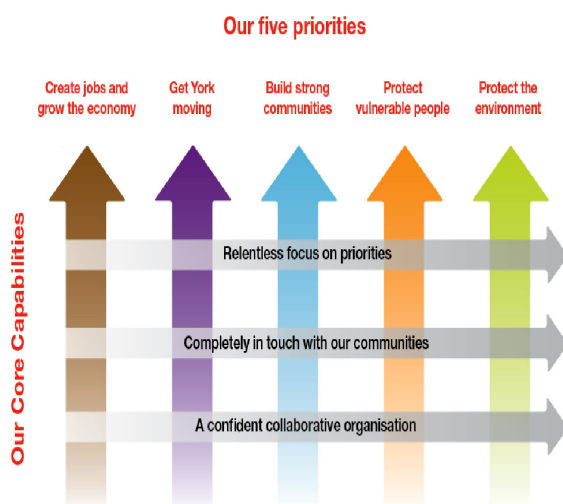 Our five priorities
Create jobs and
grow the economy
Get York
moving
Build strong
communities
Protect
vulnerable people
Protect the
environment
Our Core Capabilities
Relentless focus on priorities
Completely in touch with our communities
A confident collaborative organisation